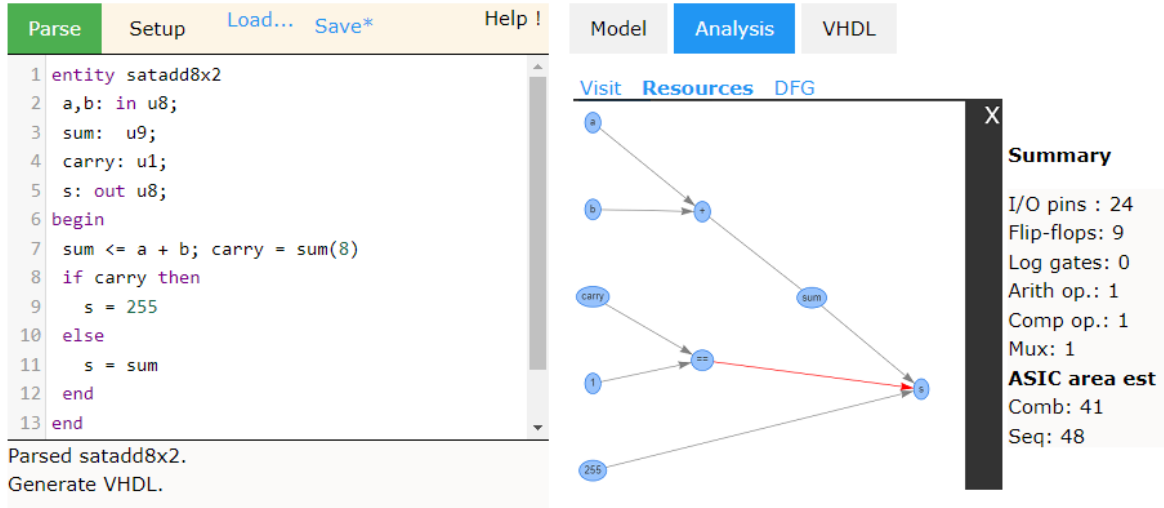 Parse Setup Load... Save* Help !
1 entity satadd8x2
2 a,b: in u8;
3 sum:  u9;
4 carry: u1;
5 s: out u8;
6 begin
7 sum <= a + b; carry = sum(8)
8 if carry then
9 s = 255
10 else
11 s = sum
12 end
13 end
Parsed satadd8x2.
Generate VHDL.
Model Analysis VHDL
Visit Resources DFG
X
a
b
+
carry
sum
==
1
s
255
Summary
I/O pins : 24
Flip-flops: 9
Log gates: 0
Arith op.: 1
Comp op.: 1
Mux: 1
ASIC area est
Comb: 41
Seq: 48